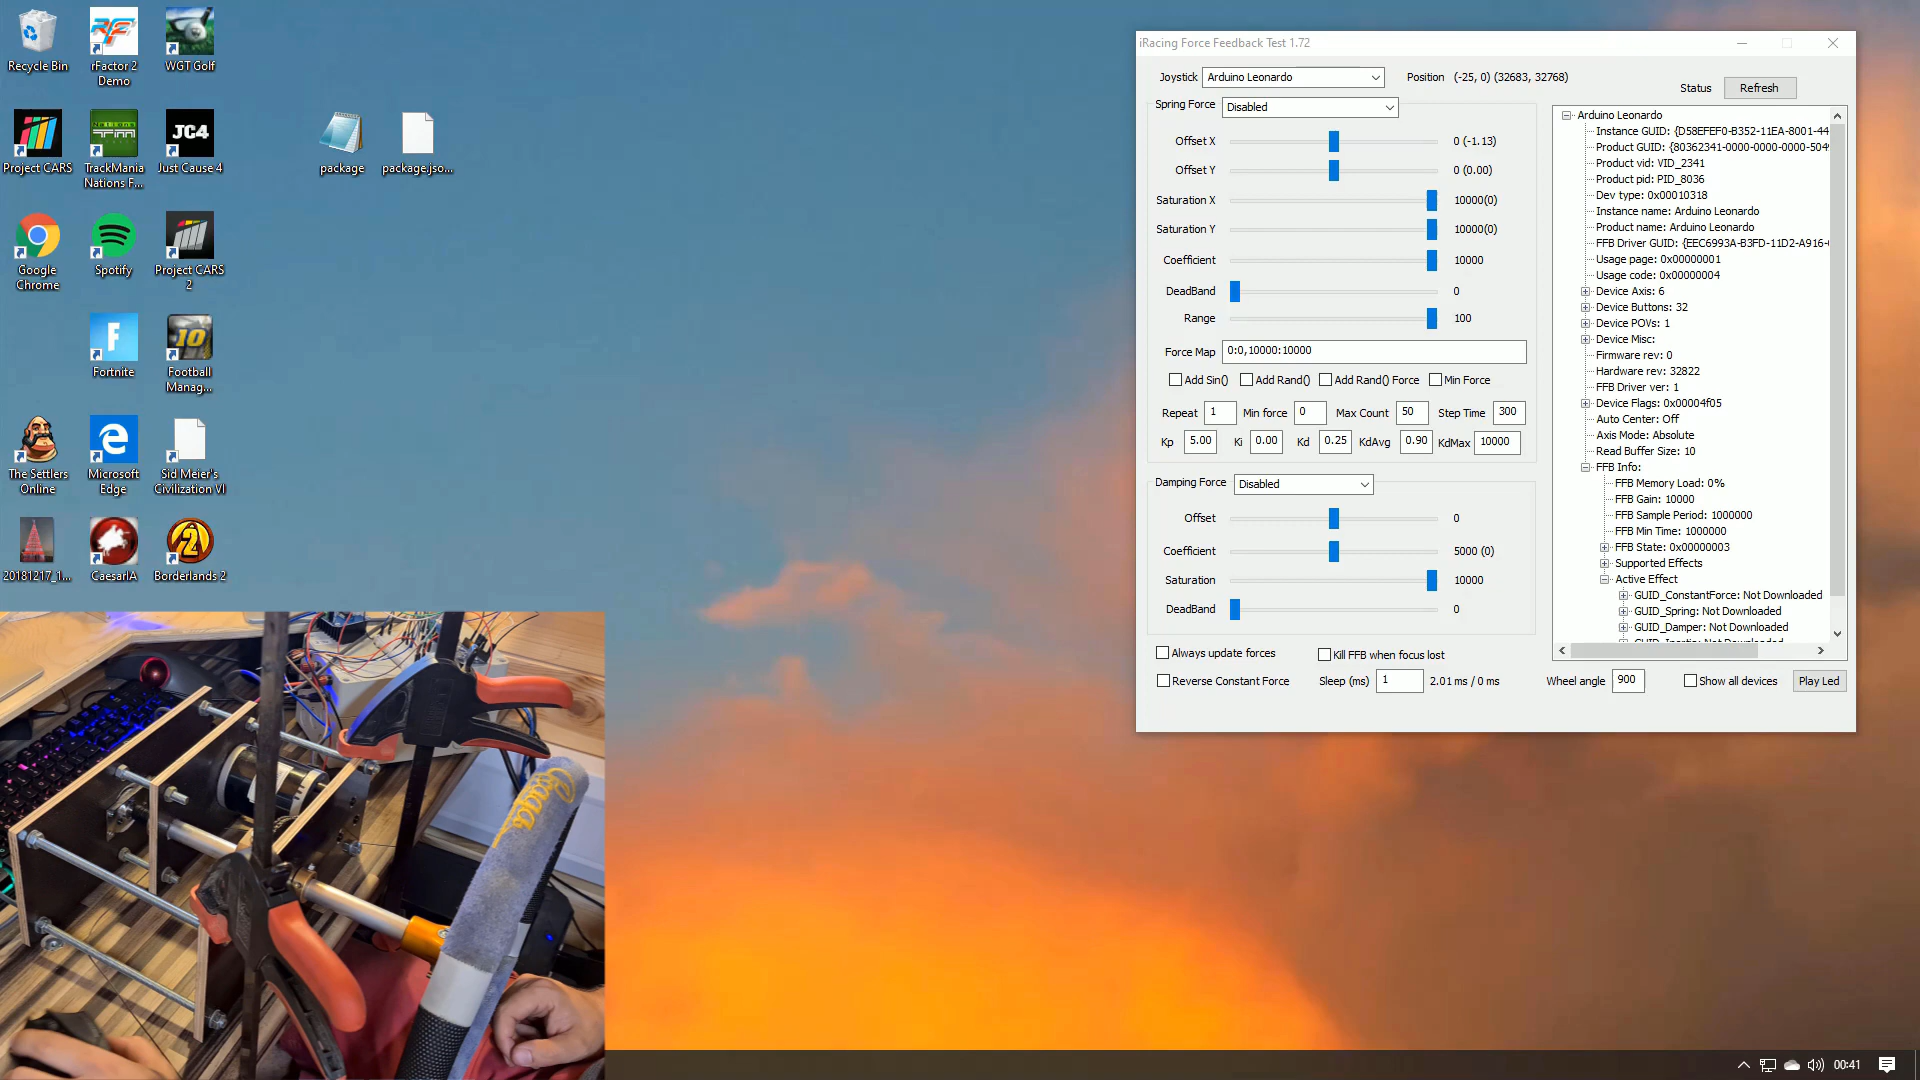 Recycle Bin
rFactor 2
Demo
WGT Golf
Project CARS
TrackMania
Nations F...
JC4
Just Cause 4
package
package.jso...
Google
Chrome
Spotify
Project CARS
2
Fortnite
10
Football
Manag...
The Settlers
Online
Microsoft
Edge
Sid Meier's
Civilization VI
20181217_1...
CaesarIA
2
Borderlands 2
iRacing Force Feedback Test 1.72
Joystick Arduino Leonardo Position (-25, 0) (32683, 32768)
Status Refresh
Spring Force Disabled
Offset X 0 (-1.13)
Offset Y 0 (0.00)
Saturation X 10000(0)
Saturation Y 10000(0)
Coefficient 10000
DeadBand 0
Range 100
Force Map 0:0,10000:10000
Add Sin() Add Rand() Add Rand() Force Min Force
Repeat 1 Min force 0 Max Count 50 Step Time 300
Kp 5.00 Ki 0.00 Kd 0.25 KdAvg 0.90 KdMax 10000
Damping Force Disabled
Offset 0
Coefficient 5000 (0)
Saturation 10000
DeadBand 0
Always update forces Kill FFB when focus lost
Reverse Constant Force Sleep (ms) 1 2.01 ms / 0 ms
Arduino Leonardo
Instance GUID: {D58EFEF0-B352-11EA-8001-44
Product GUID: {80362341-0000-0000-0000-504
Product vid: VID_2341
Product pid: PID_8036
Dev type: 0x00010318
Instance name: Arduino Leonardo
Product name: Arduino Leonardo
FFB Driver GUID: {EEC6993A-B3FD-11D2-A916-
Usage page: 0x00000001
Usage code: 0x00000004
Device Axis: 6
Device Buttons: 32
Device POVs: 1
Device Misc:
Firmware rev: 0
Hardware rev: 32822
FFB Driver ver: 1
Device Flags: 0x00004f05
Auto Center: Off
Axis Mode: Absolute
Read Buffer Size: 10
FFB Info:
FFB Memory Load: 0%
FFB Gain: 10000
FFB Sample Period: 1000000
FFB Min Time: 1000000
FFB State: 0x00000003
Supported Effects
Active Effect
GUID_ConstantForce: Not Downloaded
GUID_Spring: Not Downloaded
GUID_Damper: Not Downloaded
GUID_Inertia: Not Downloaded
Wheel angle 900 Show all devices Play Led
00:41